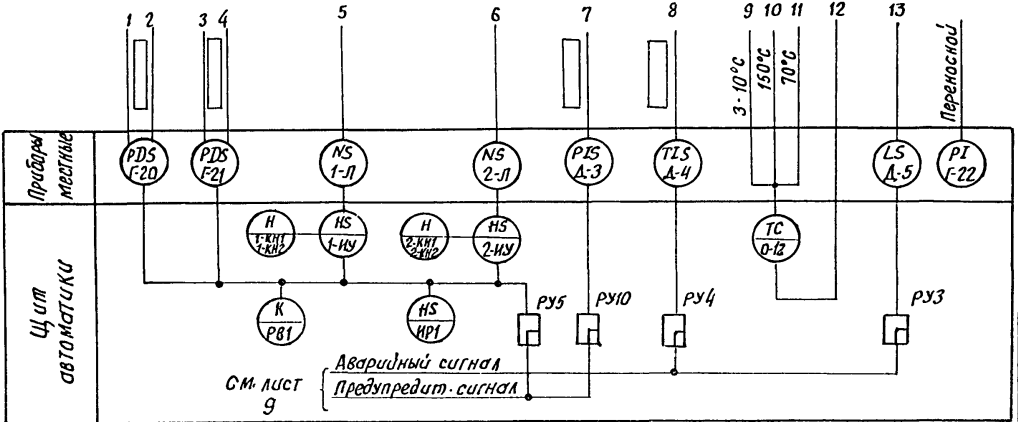 1 2 3 4 5 6 7 8 9 10 11 12 13
3-10°С
150°С
70°С
Переносной
Приборы
местные
PDS
Г-20
PDS
Г-21
NS
1-Л
NS
2-Л
PIS
Д-3
TIS
Д-4
LS
Д-5
PI
Г-22
Щит
автоматики
H
1-КН1
1-КН2
HS
1-ИУ
H
2-КН1
2-КН2
HS
2-ИУ
TC
0-12
K
РВ1
HS
ИР1
РУ5
РУ10
РУ4
РУ3
Аварийный сигнал
См. лист
9
Предупредит. сигнал